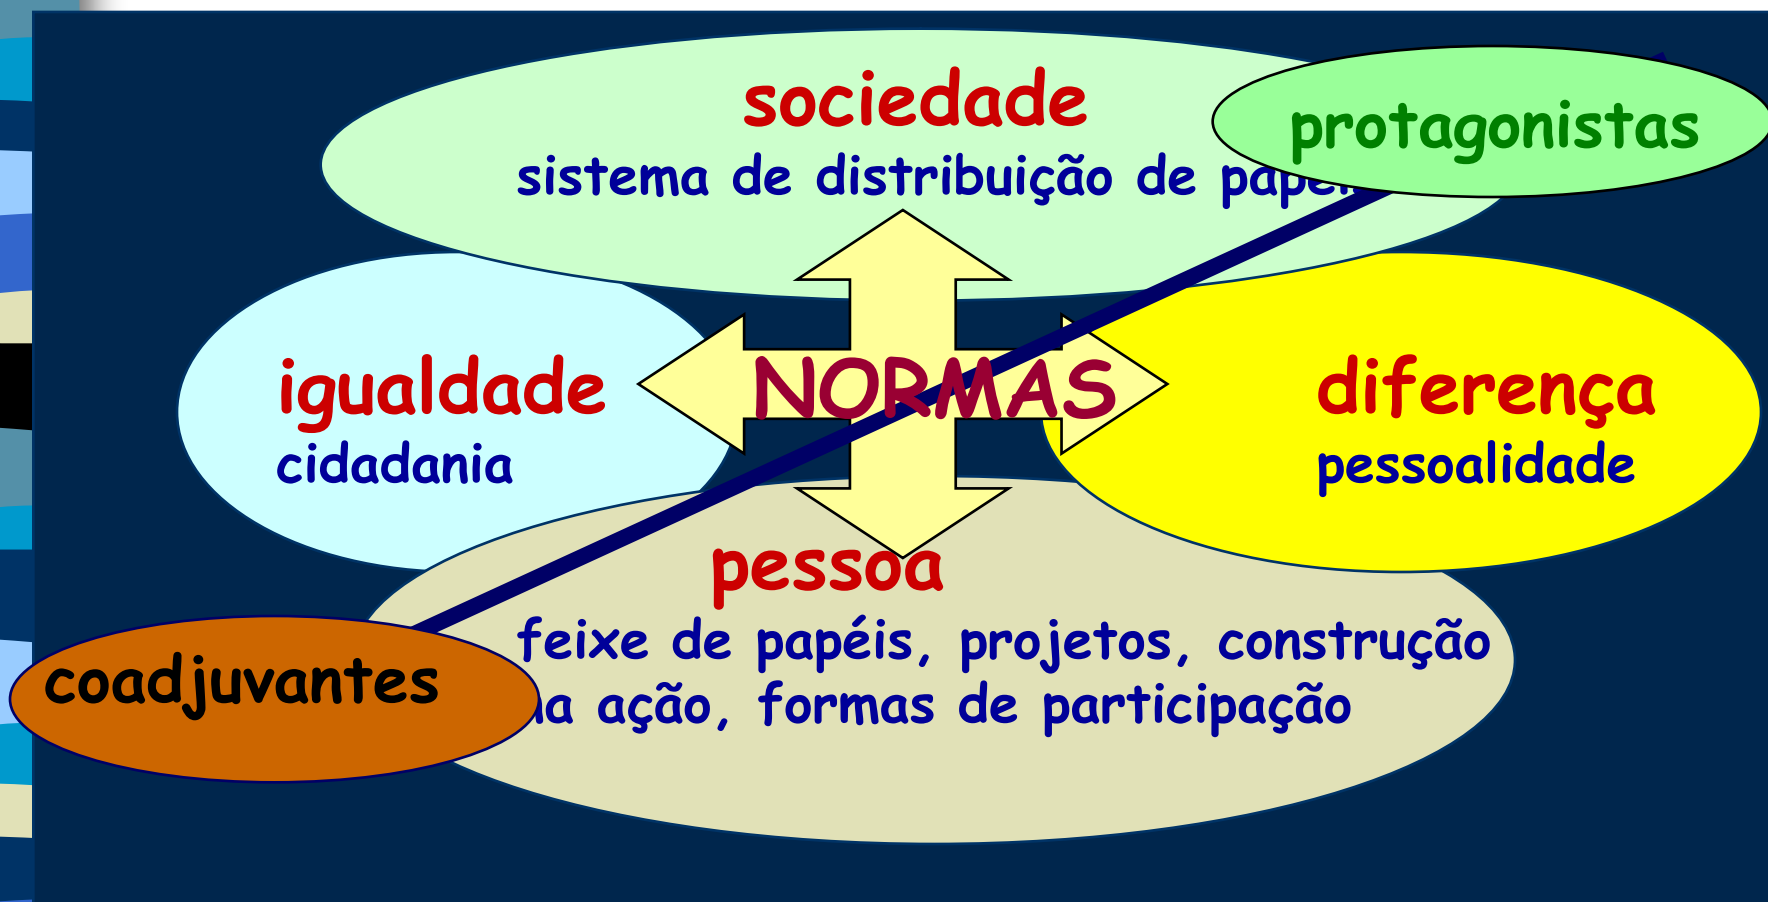 sociedade
protagonistas
sistema de distribuição de
igualdade
NORMAS
diferença
cidadania
pessoalidade
pessoa
feixe de papéis, projetos, construção
coadjuvantes
ação, formas de participação